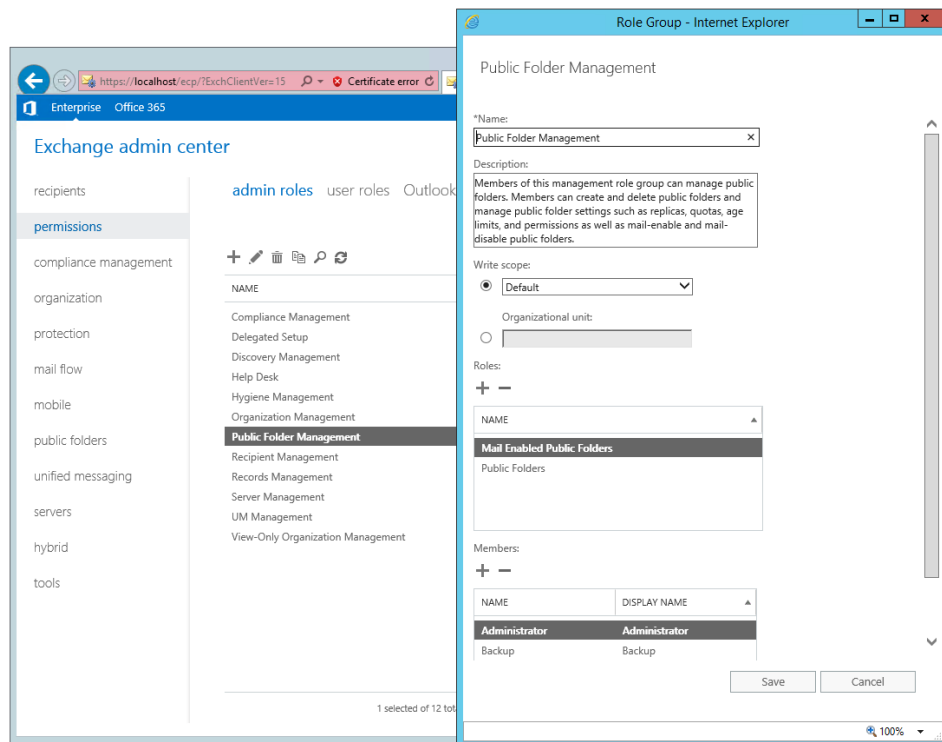 Role Group - Internet Explorer
https://localhost/ecp/?ExchClientVer=15
Certificate error
Enterprise Office 365
Exchange admin center
recipients
permissions
compliance management
organization
protection
mail flow
mobile
public folders
unified messaging
servers
hybrid
tools
admin roles user roles Outlook
NAME
Compliance Management
Delegated Setup
Discovery Management
Help Desk
Hygiene Management
Organization Management
Public Folder Management
Recipient Management
Records Management
Server Management
UM Management
View-Only Organization Management
1 selected of 12 tot
Public Folder Management
*Name:
Public Folder Management
Description:
Members of this management role group can manage public
folders. Members can create and delete public folders and
manage public folder settings such as replicas, quotas, age
limits, and permissions as well as mail-enable and mail-
disable public folders.
Write scope:
Default
Organizational unit:
Roles:
NAME
Mail Enabled Public Folders
Public Folders
Members:
NAME DISPLAY NAME
Administrator Administrator
Backup Backup
Save Cancel
100%